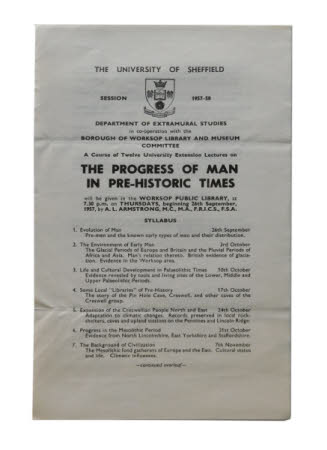 THE UNIVERSITY OF SHEFFIELD
SESSION 1957-58
DEPARTMENT OF EXTRAMURAL STUDIES
in co-operation with the
BOROUGH OF WORKSOP LIBRARY AND MUSEUM
COMMITTEE
A Course of Twelve University Extension Lectures on
THE PROGRESS OF MAN
IN PRE-HISTORIC TIMES
will be given in the WORKSOP PUBLIC LIBRARY, at
7.30 p.m. on THURSDAYS, beginning 26th September,
1957, by A. L. ARMSTRONG, M.C., M.A., F.R.I.C.S., F.S.A.
SYLLABUS
1. Evolution of Man 26th September
Pre-men and the known early types of men and their distribution.
2. The Environment of Early Man 3rd October
The Glacial Periods of Europe and Britain and the Pluvial Periods of
Africa and Asia. Man's relation thereto. British evidence of glacia-
tion. Evidence in the Worksop area.
3. Life and Cultural Development in Palaeolithic Times 10th October
Evidence revealed by tools and living sites of the Lower, Middle and
Upper Palaeolithic Periods.
4. Some Local "Libraries" of Pre-History 17th October
The story of the Pin Hole Cave, Creswell, and other caves of the
Creswell group.
5. Expansion of the Creswellian People North and East 24th October
Adaptation to climatic changes. Records preserved in local rock-
shelters, caves and upland stations on the Pennines and Lincoln Ridge.
6. Progress in the Mesolithic Period 31st October
Evidence from North Lincolnshire, East Yorkshire and Staffordshire.
7. The Background of Civilization 7th November
The Mesolithic food gatherers of Europe and the East. Cultural status
and life. Climatic influences.
—continued overleaf—